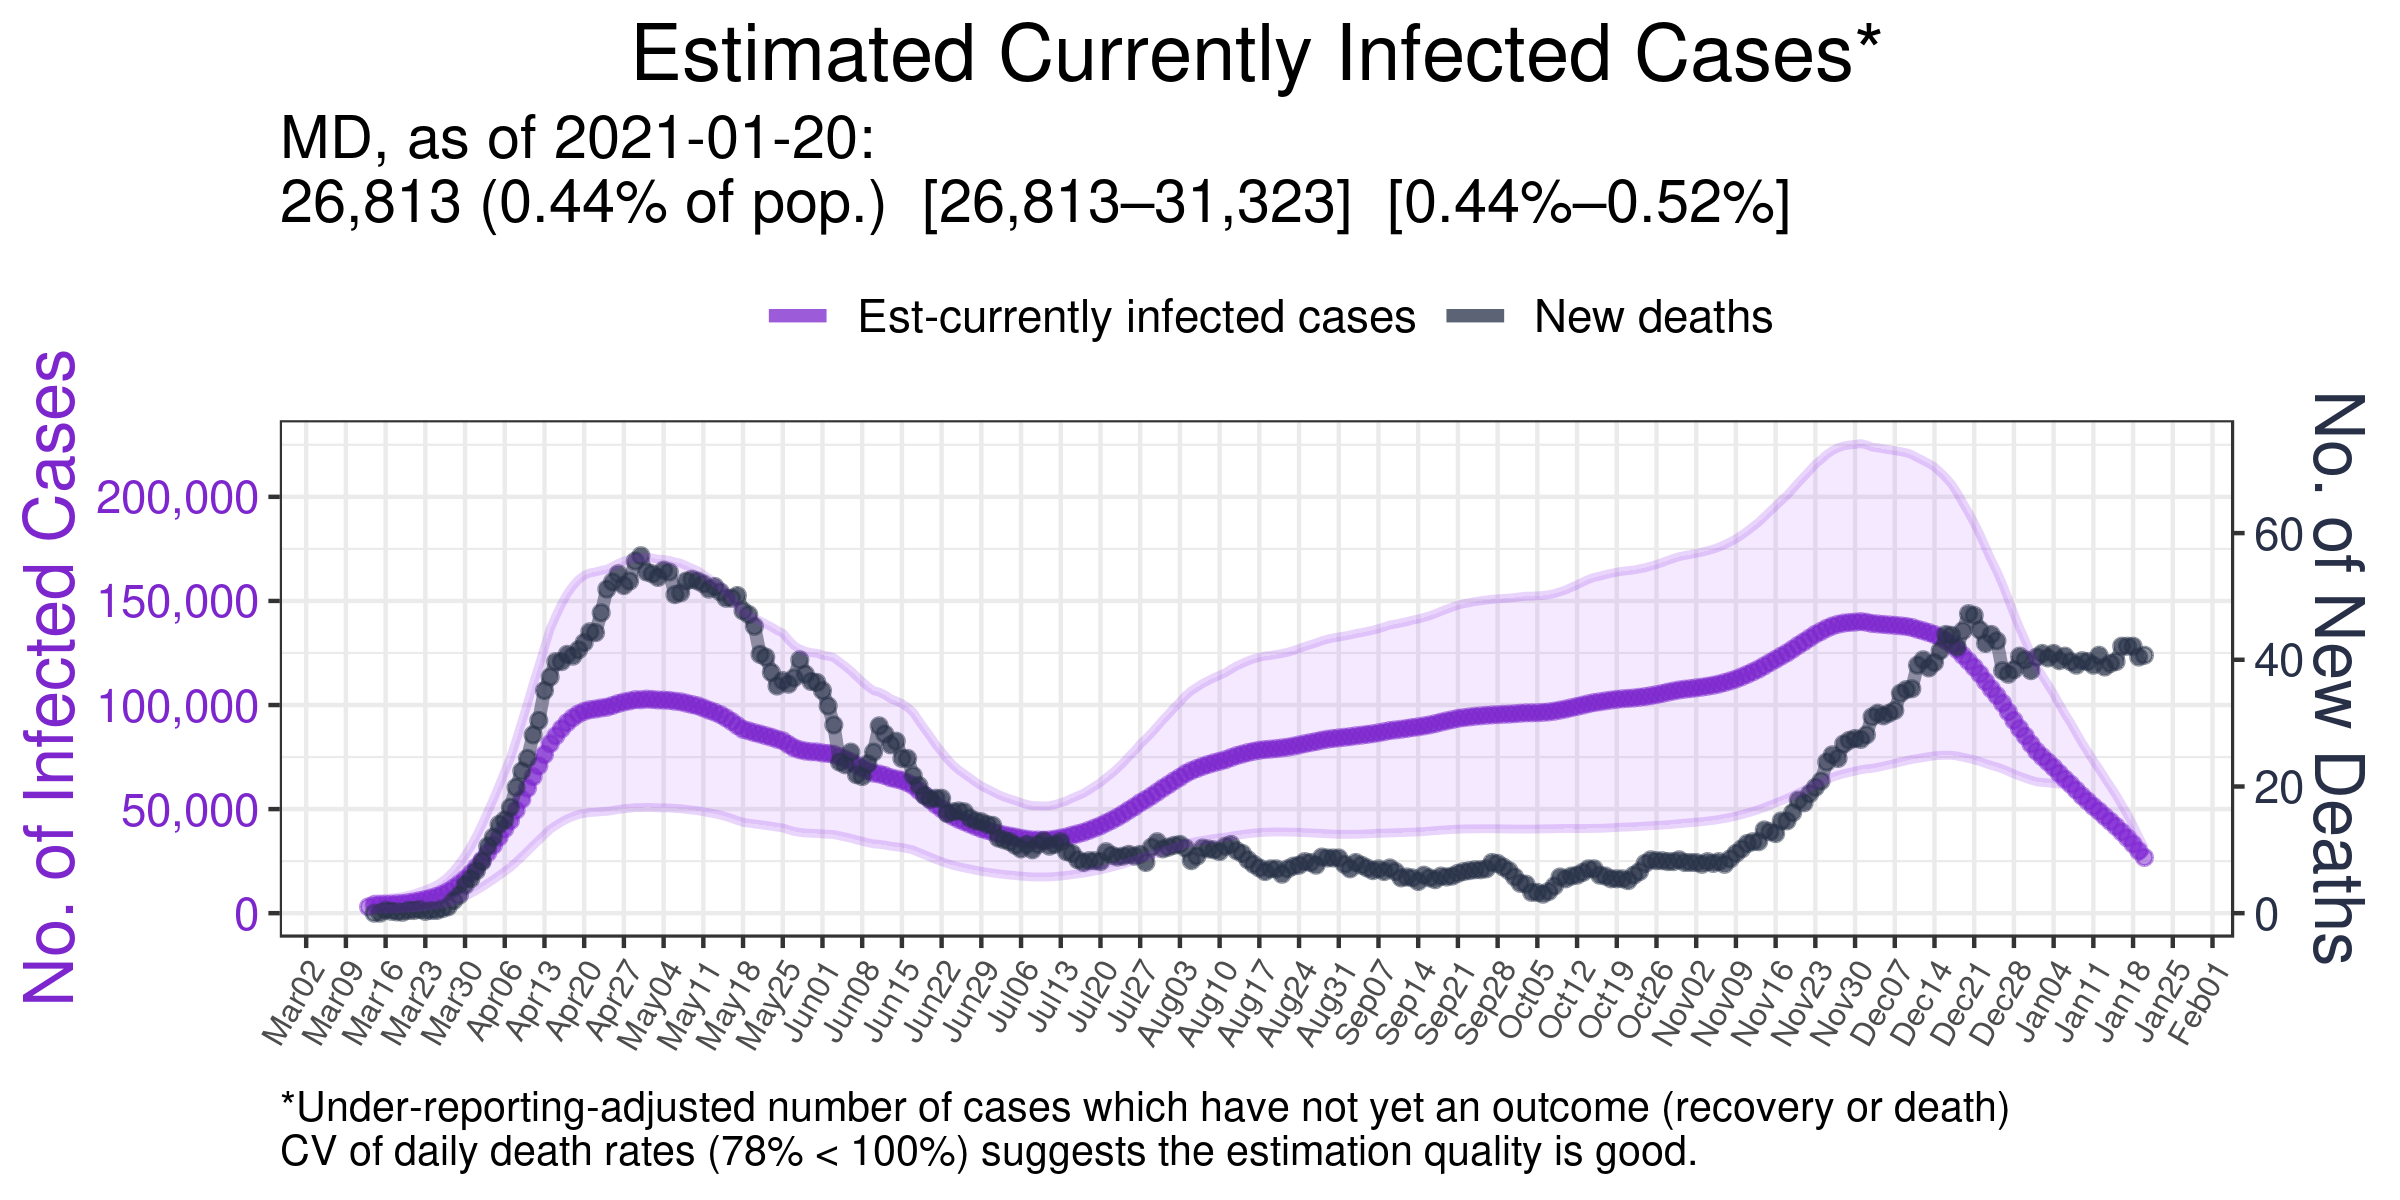 Estimated Currently Infected Cases*
MD, as of 2021-01-20:
26,813 (0.44% of pop.) [26,813–31,323] [0.44%–0.52%]
Est-currently infected cases New deaths
No. of Infected Cases
200,000
150,000
100,000
50,000
0
60
40
20
0
No. of New Deaths
Mar02 Mar09 Mar16 Mar23 Mar30 Apr06 Apr13 Apr20 Apr27 May04 May11 May18 May25 Jun01 Jun08 Jun15 Jun22 Jun29 Jul06 Jul13 Jul20 Jul27 Aug03 Aug10 Aug17 Aug24 Aug31 Sep07 Sep14 Sep21 Sep28 Oct05 Oct12 Oct19 Oct26 Nov02 Nov09 Nov16 Nov23 Nov30 Dec07 Dec14 Dec21 Dec28 Jan04 Jan11 Jan18 Jan25 Feb01
*Under-reporting-adjusted number of cases which have not yet an outcome (recovery or death)
CV of daily death rates (78% < 100%) suggests the estimation quality is good.